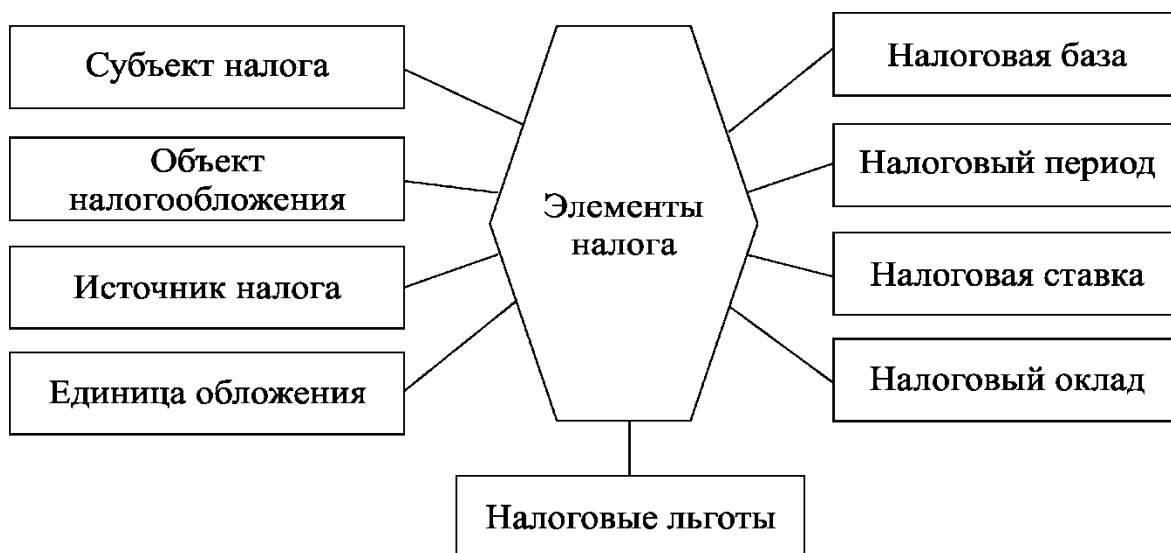 Субъект налога
Объект
налогообложения
Источник налога
Единица обложения
Элементы
налога
Налоговая база
Налоговый период
Налоговая ставка
Налоговый оклад
Налоговые льготы